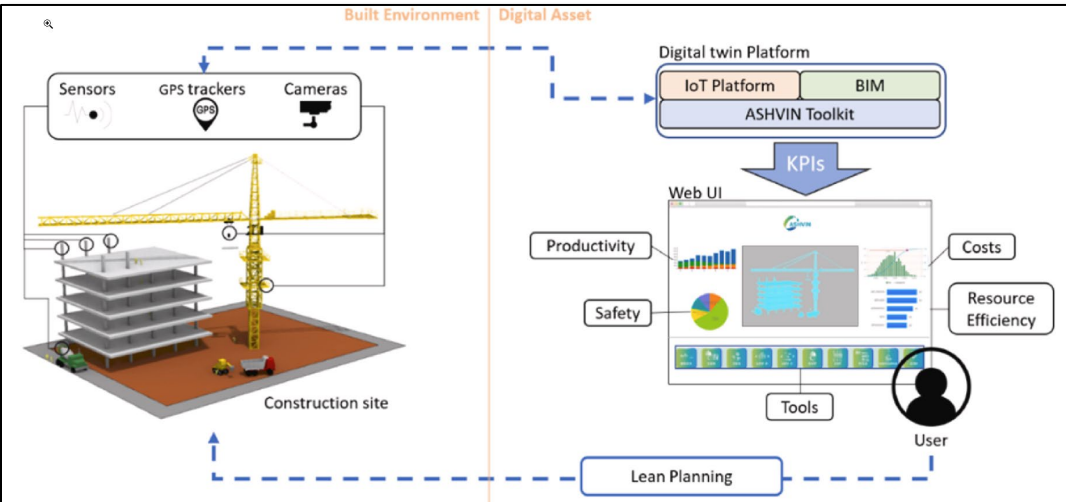 Built Environment
Digital Asset
Sensors
GPS trackers
Cameras
GPS
Digital twin Platform
IoT Platform
BIM
ASHVIN Toolkit
KPIs
Web UI
ASHVIN
Productivity
Costs
Safety
Resource
Efficiency
Construction site
Tools
User
Lean Planning